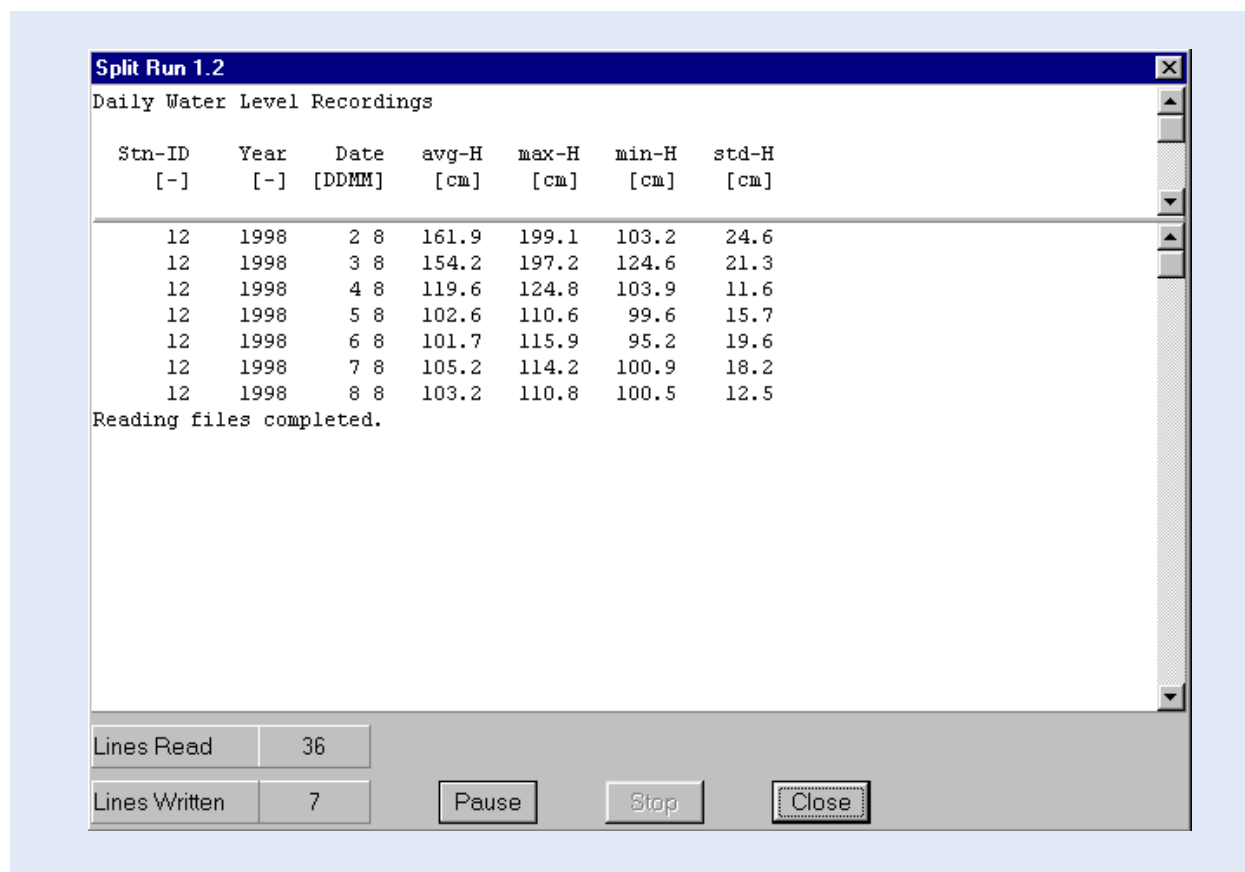 Split Run 1.2
Daily Water Level Recordings
Stn-ID Year Date avg-H max-H min-H std-H
[-] [-] [DDMM] [cm] [cm] [cm] [cm]
12 1998 2 8 161.9 199.1 103.2 24.6
12 1998 3 8 154.2 197.2 124.6 21.3
12 1998 4 8 119.6 124.8 103.9 11.6
12 1998 5 8 102.6 110.6 99.6 15.7
12 1998 6 8 101.7 115.9 95.2 19.6
12 1998 7 8 105.2 114.2 100.9 18.2
12 1998 8 8 103.2 110.8 100.5 12.5
Reading files completed.
Lines Read 36
Lines Written 7 Pause Stop Close